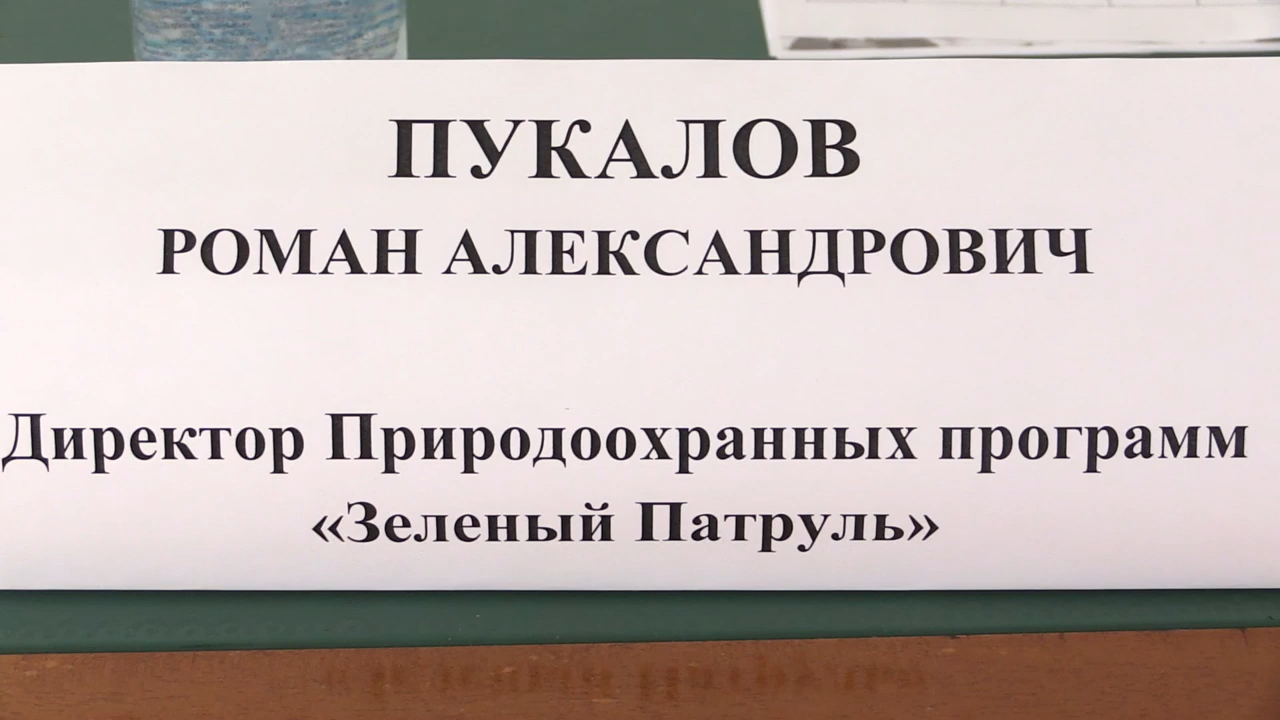 ПУКАЛОВ
РОМАН АЛЕКСАНДРОВИЧ
Директор Природоохранных программ
«Зеленый Патруль»